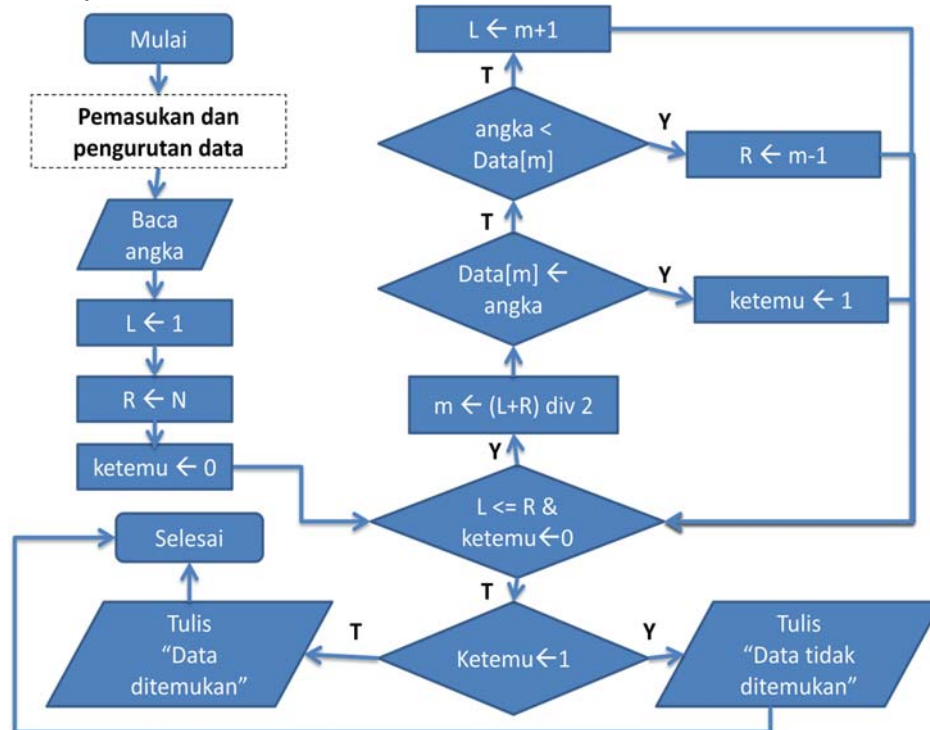 Mulai
Pemasukan dan
pengurutan data
Baca
angka
L ← 1
R ← N
ketemu ← 0
L ← m+1
T
angka <
Data[m]
Y
R ← m-1
T
Data[m] ←
angka
Y
ketemu ← 1
m ← (L+R) div 2
Y
L <= R &
ketemu←0
T
Selesai
Tulis
“Data
ditemukan”
T
Ketemu←1
Y
Tulis
“Data tidak
ditemukan”